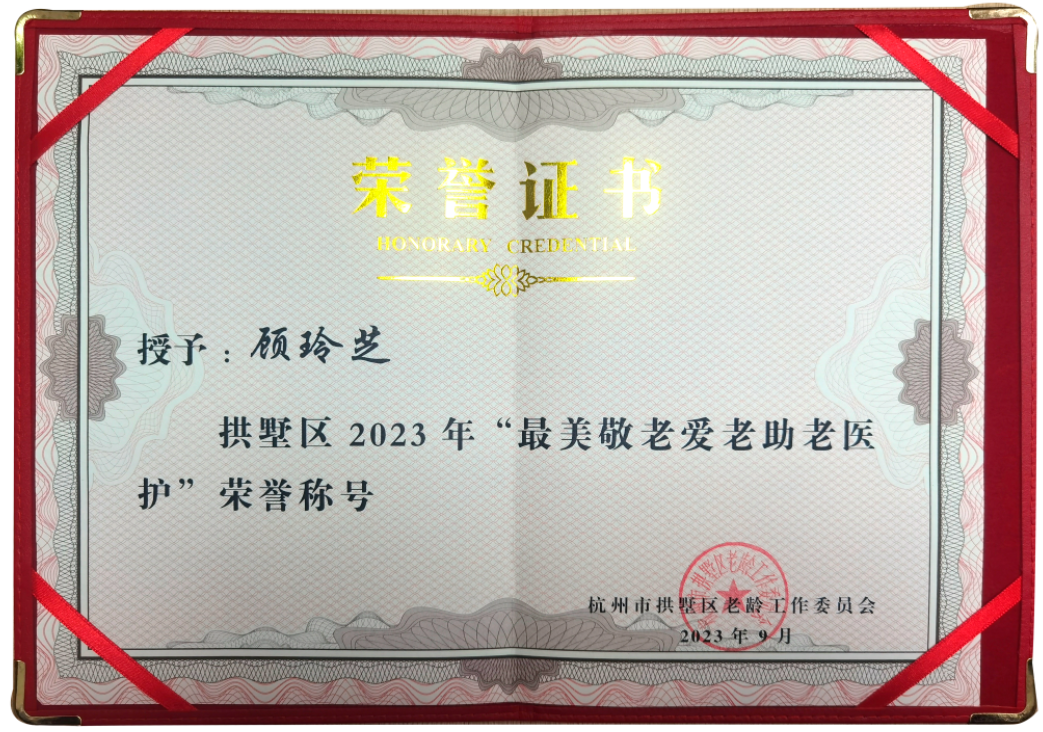 荣誉证书
HONORARY CREDENTIAL
授予：顾玲芝
拱墅区 2023 年“最美敬老爱老助老医
护”荣誉称号
杭州市拱墅区老龄工作委员会
2023 年 9 月